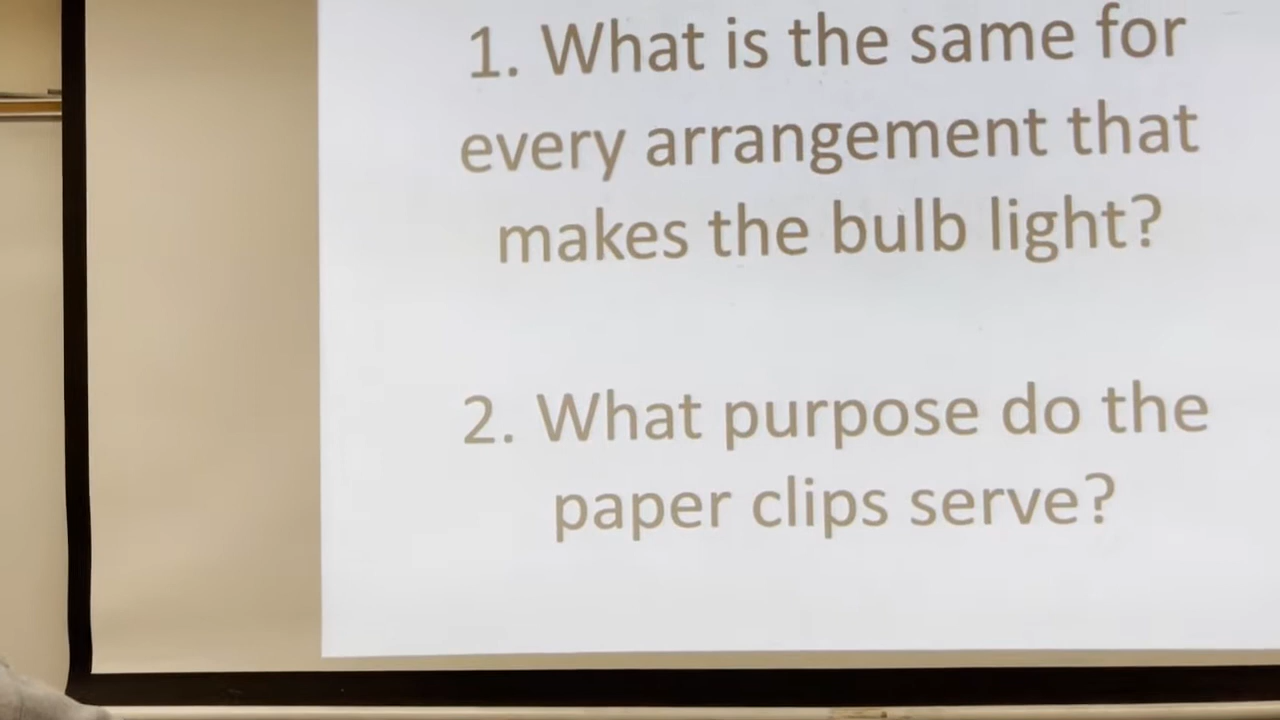 1. What is the same for
every arrangement that
makes the bulb light?
2. What purpose do the
paper clips serve?